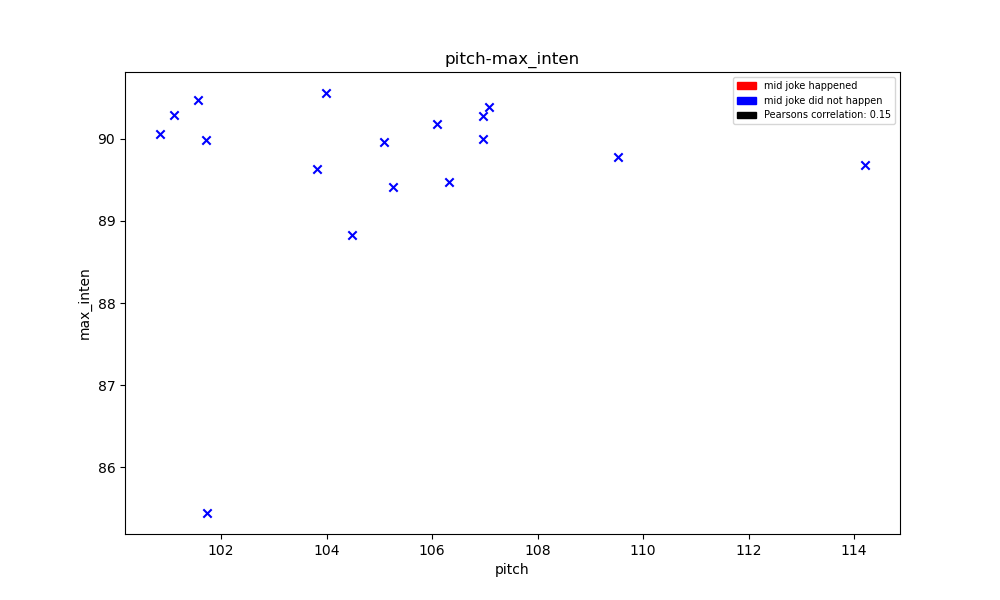 pitch-max_inten
mid joke happened
mid joke did not happen
Pearsons correlation: 0.15
max_inten
90
89
88
87
86
102 104 106 108 110 112 114
pitch